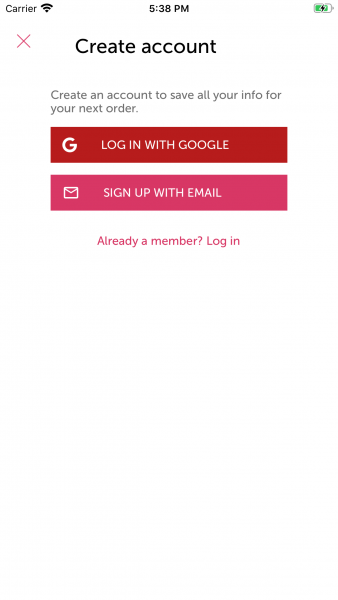 Carrier 5:38 PM
Create account
Create an account to save all your info for
your next order.
LOG IN WITH GOOGLE
SIGN UP WITH EMAIL
Already a member? Log in